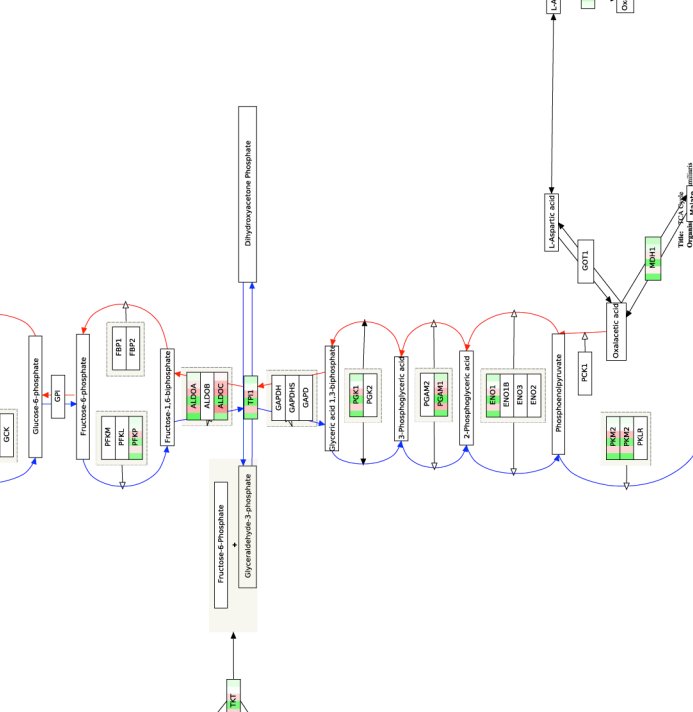 GCK
Glucose-6-phosphate
GPI
Fructose-6-phosphate
FBP1
FBP2
PFKM
PFKL
PFKP
Fructose-1,6-biphosphate
ALDOA
ALDOB
ALDOC
Dihydroxyacetone Phosphate
TPI1
Fructose-6-Phosphate
+
Glyceraldehyde-3-phosphate
TKT
GAPDH
GAPDHS
GAPD
Glyceric acid 1,3-biphosphate
PGK1
PGK2
3-Phosphoglyceric acid
PGAM2
PGAM1
2-Phosphoglyceric acid
ENO1
ENO1B
ENO3
ENO2
Phosphoenolpyruvate
PCK1
PKM2
PKM2
PKLR
Oxalacetic acid
GOT1
L-Aspartic acid
MDH1
L-A
Ox
Title: TCA Cycle
Organis